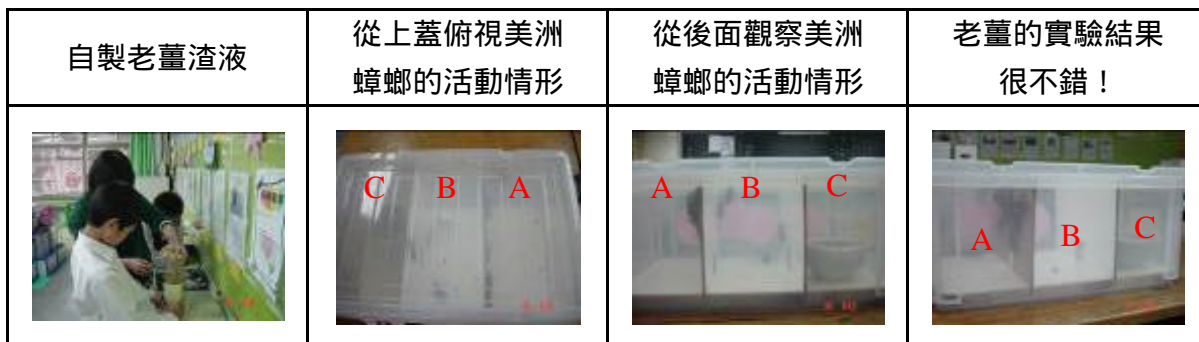 自製老薑渣液
從上蓋俯視美洲
蟑螂的活動情形
從後面觀察美洲
蟑螂的活動情形
老薑的實驗結果
很不錯！
C B A
A B C
A B C